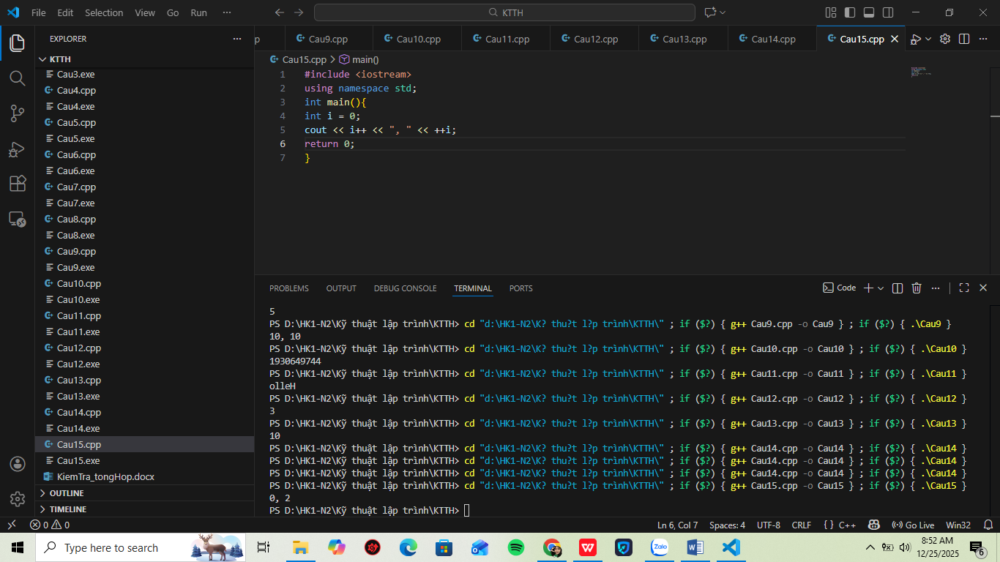 File Edit Selection View Go Run ··· KTTH
EXPLORER ···
KTTH
Cau3.exe
Cau4.cpp
Cau4.exe
Cau5.cpp
Cau5.exe
Cau6.cpp
Cau6.exe
Cau7.cpp
Cau7.exe
Cau8.cpp
Cau8.exe
Cau9.cpp
Cau9.exe
Cau10.cpp
Cau10.exe
Cau11.cpp
Cau11.exe
Cau12.cpp
Cau12.exe
Cau13.cpp
Cau13.exe
Cau14.cpp
Cau14.exe
Cau15.cpp
Cau15.exe
KiemTra_tongHop.docx
OUTLINE
TIMELINE
p Cau9.cpp Cau10.cpp Cau11.cpp Cau12.cpp Cau13.cpp Cau14.cpp Cau15.cpp
Cau15.cpp > main()
1 #include <iostream>
2 using namespace std;
3 int main(){
4 int i = 0;
5 cout << i++ << ", " << ++i;
6 return 0;
7 }
PROBLEMS OUTPUT DEBUG CONSOLE TERMINAL PORTS Code
5
PS D:\HK1-N2\Kỹ thuật lập trình\KTTH> cd "d:\HK1-N2\K? thu?t l?p trình\KTTH\" ; if ($?) { g++ Cau9.cpp -o Cau9 } ; if ($?) { .\Cau9 }
10, 10
PS D:\HK1-N2\Kỹ thuật lập trình\KTTH> cd "d:\HK1-N2\K? thu?t l?p trình\KTTH\" ; if ($?) { g++ Cau10.cpp -o Cau10 } ; if ($?) { .\Cau10 }
1930649744
PS D:\HK1-N2\Kỹ thuật lập trình\KTTH> cd "d:\HK1-N2\K? thu?t l?p trình\KTTH\" ; if ($?) { g++ Cau11.cpp -o Cau11 } ; if ($?) { .\Cau11 }
olleH
PS D:\HK1-N2\Kỹ thuật lập trình\KTTH> cd "d:\HK1-N2\K? thu?t l?p trình\KTTH\" ; if ($?) { g++ Cau12.cpp -o Cau12 } ; if ($?) { .\Cau12 }
3
PS D:\HK1-N2\Kỹ thuật lập trình\KTTH> cd "d:\HK1-N2\K? thu?t l?p trình\KTTH\" ; if ($?) { g++ Cau13.cpp -o Cau13 } ; if ($?) { .\Cau13 }
10
PS D:\HK1-N2\Kỹ thuật lập trình\KTTH> cd "d:\HK1-N2\K? thu?t l?p trình\KTTH\" ; if ($?) { g++ Cau14.cpp -o Cau14 } ; if ($?) { .\Cau14 }
PS D:\HK1-N2\Kỹ thuật lập trình\KTTH> cd "d:\HK1-N2\K? thu?t l?p trình\KTTH\" ; if ($?) { g++ Cau14.cpp -o Cau14 } ; if ($?) { .\Cau14 }
PS D:\HK1-N2\Kỹ thuật lập trình\KTTH> cd "d:\HK1-N2\K? thu?t l?p trình\KTTH\" ; if ($?) { g++ Cau14.cpp -o Cau14 } ; if ($?) { .\Cau14 }
PS D:\HK1-N2\Kỹ thuật lập trình\KTTH> cd "d:\HK1-N2\K? thu?t l?p trình\KTTH\" ; if ($?) { g++ Cau15.cpp -o Cau15 } ; if ($?) { .\Cau15 }
0, 2
PS D:\HK1-N2\Kỹ thuật lập trình\KTTH>
0 0 Ln 6, Col 7 Spaces: 4 UTF-8 CRLF {} C++ Go Live Win32
Type here to search Zalo 8:52 AM
12/25/2025 6